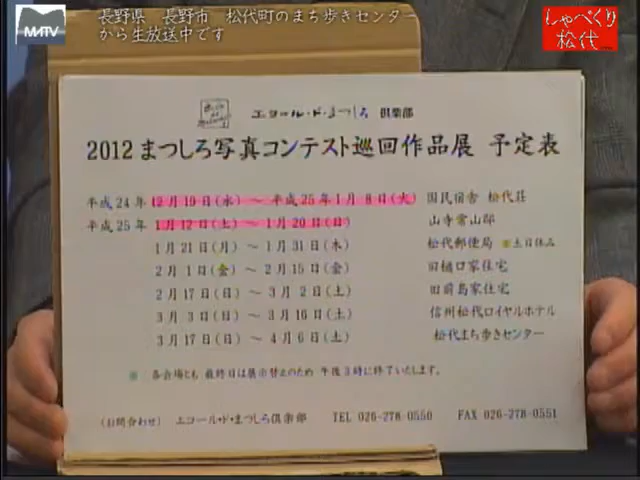 MATV
長野県 長野市 松代町のまち歩きセンター
から生放送中です
しゃべくり
松代
エコール・ド・まつしろ 倶楽部
2012 まつしろ写真コンテスト巡回作品展 予定表
平成24年 12月19日(水) ～ 平成25年1月8日(火) 国民宿舎 松代荘
平成25年 1月12日(土) ～ 1月20日(日) 山寺常山邸
1月21日(月) ～ 1月31日(木) 松代郵便局 ※土日休み
2月1日(金) ～ 2月15日(金) 旧樋口家住宅
2月17日(日) ～ 3月2日(土) 旧前島家住宅
3月3日(日) ～ 3月16日(土) 信州松代ロイヤルホテル
3月17日(日) ～ 4月6日(土) 松代まち歩きセンター
※ 各会場とも 最終日は展示替えのため 午後3時に終了いたします。
(お問合わせ) エコール・ド・まつしろ倶楽部 TEL 026-278-0550 FAX 026-278-0551